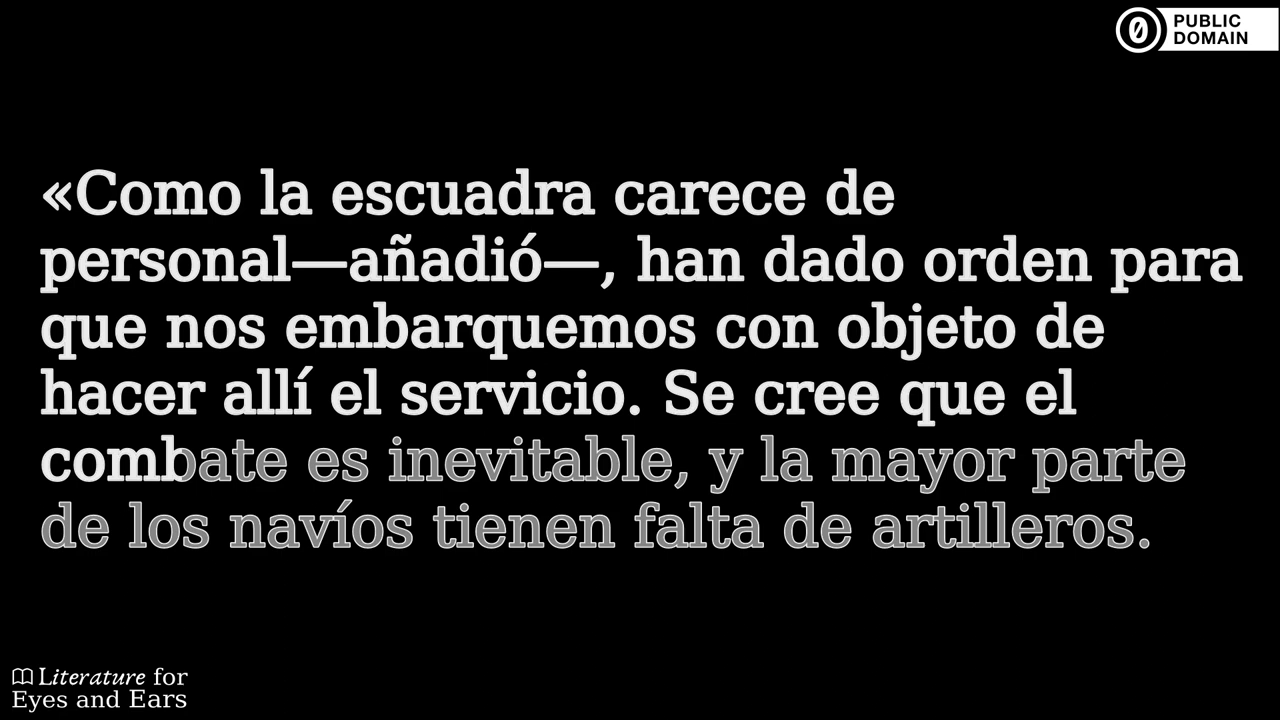 PUBLIC
DOMAIN
«Como la escuadra carece de
personal—añadió—, han dado orden para
que nos embarquemos con objeto de
hacer allí el servicio. Se cree que el
combate es inevitable, y la mayor parte
de los navíos tienen falta de artilleros.
Literature for
Eyes and Ears